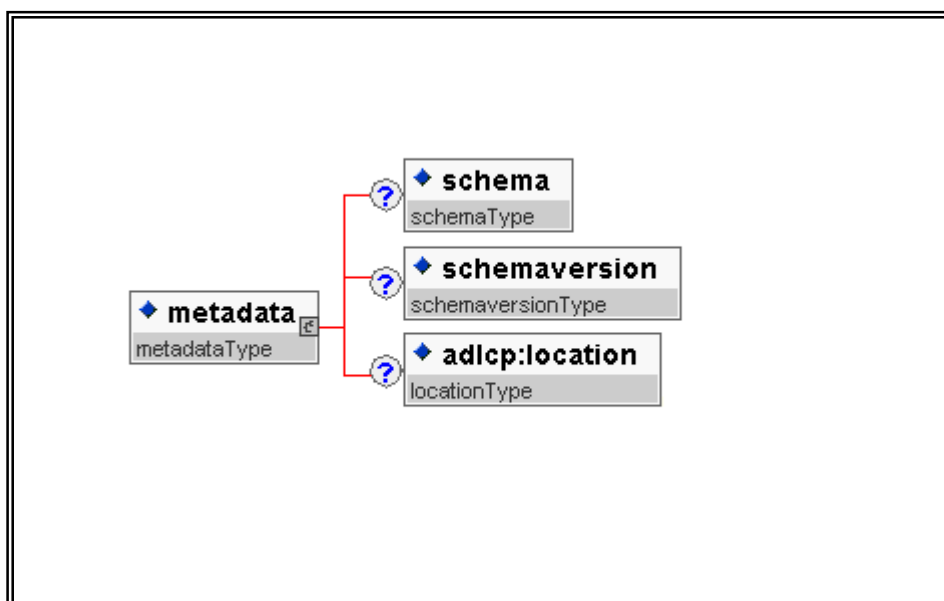 schema
schemaType
schemaversion
schemaversionType
metadata
metadataType
adlcp:location
locationType